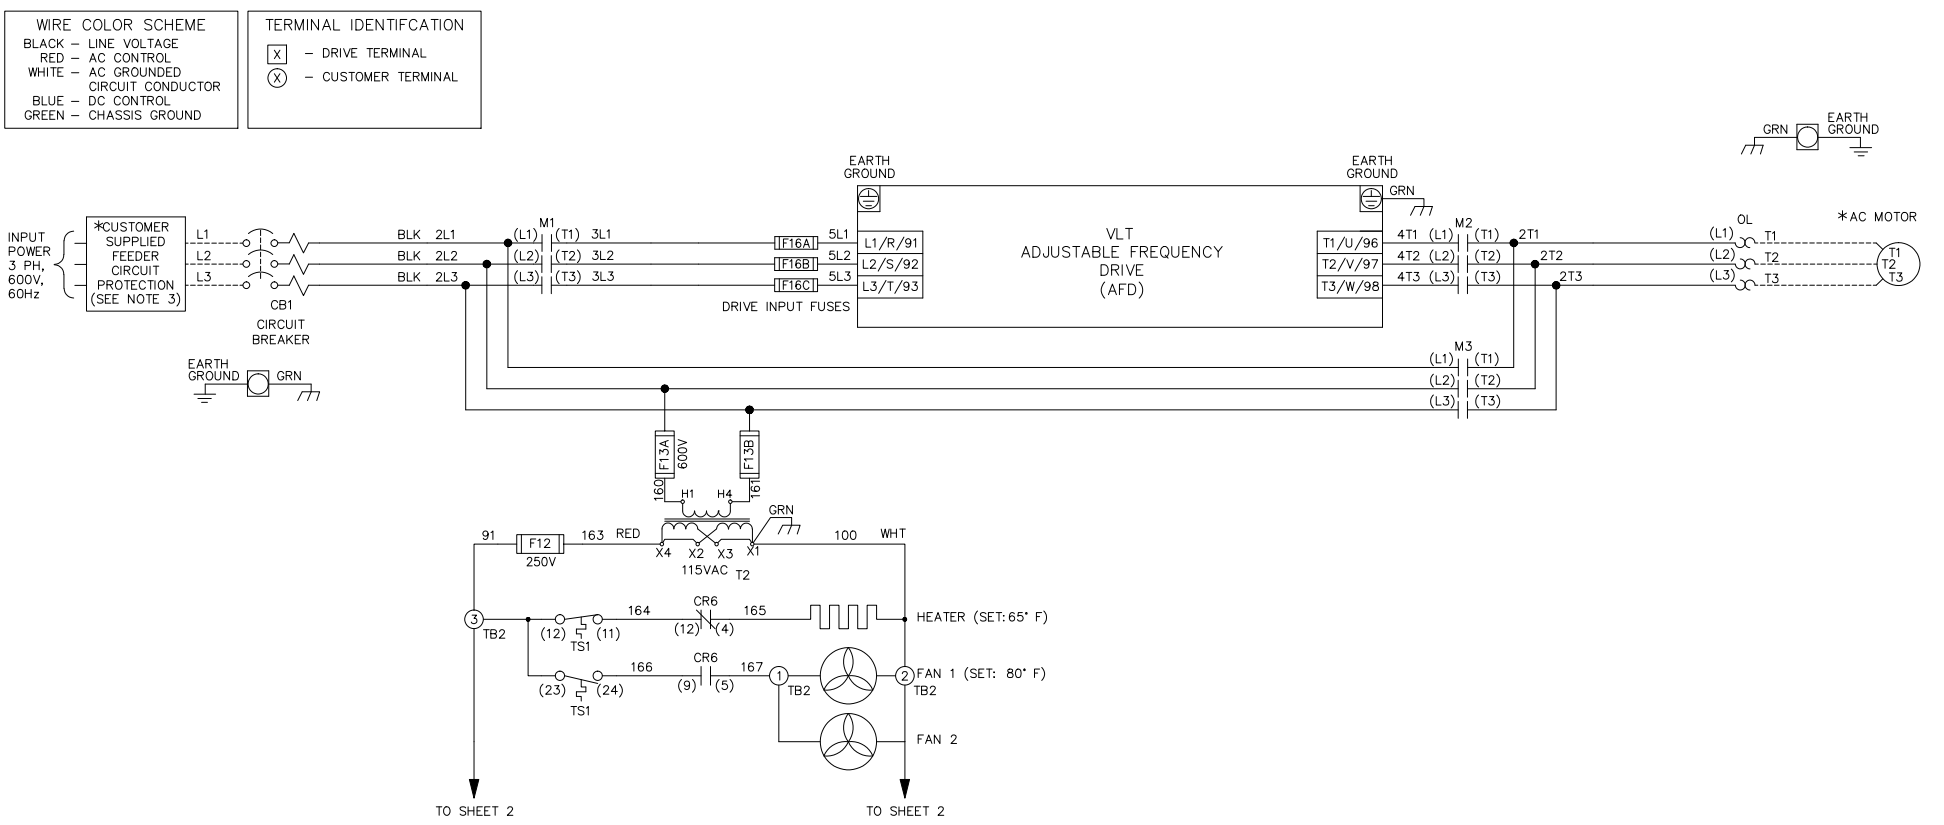 WIRE COLOR SCHEME
BLACK – LINE VOLTAGE
RED – AC CONTROL
WHITE – AC GROUNDED
CIRCUIT CONDUCTOR
BLUE – DC CONTROL
GREEN – CHASSIS GROUND
TERMINAL IDENTIFCATION
X – DRIVE TERMINAL
X – CUSTOMER TERMINAL
GRN
EARTH
GROUND
INPUT
POWER
3 PH,
600V,
60Hz
*CUSTOMER
SUPPLIED
FEEDER
CIRCUIT
PROTECTION
(SEE NOTE 3)
L1
L2
L3
CB1
CIRCUIT
BREAKER
EARTH
GROUND
GRN
BLK 2L1 (L1) M1 (T1) 3L1
BLK 2L2 (L2) (T2) 3L2
BLK 2L3 (L3) (T3) 3L3
F16A 5L1
F16B 5L2
F16C 5L3
DRIVE INPUT FUSES
EARTH
GROUND
L1/R/91
L2/S/92
L3/T/93
VLT
ADJUSTABLE FREQUENCY
DRIVE
(AFD)
EARTH
GROUND
GRN
T1/U/96
T2/V/97
T3/W/98
4T1 (L1) M2 (T1) 2T1
4T2 (L2) (T2) 2T2
4T3 (L3) (T3) 2T3
OL
(L1) T1
(L2) T2
(L3) T3
*AC MOTOR
T1
T2
T3
M3
(L1) (T1)
(L2) (T2)
(L3) (T3)
F13A
600V
F13B
160
161
H1 H4
GRN
91 F12 163 RED
250V
X4 X2 X3 X1
100 WHT
115VAC T2
3
TB2
(12) (11)
TS1
164
CR6
(12) (4)
165
HEATER (SET:65° F)
(23) (24)
TS1
166
CR6
(9) (5)
167
1
TB2
2
TB2
FAN 1 (SET: 80° F)
FAN 2
TO SHEET 2
TO SHEET 2